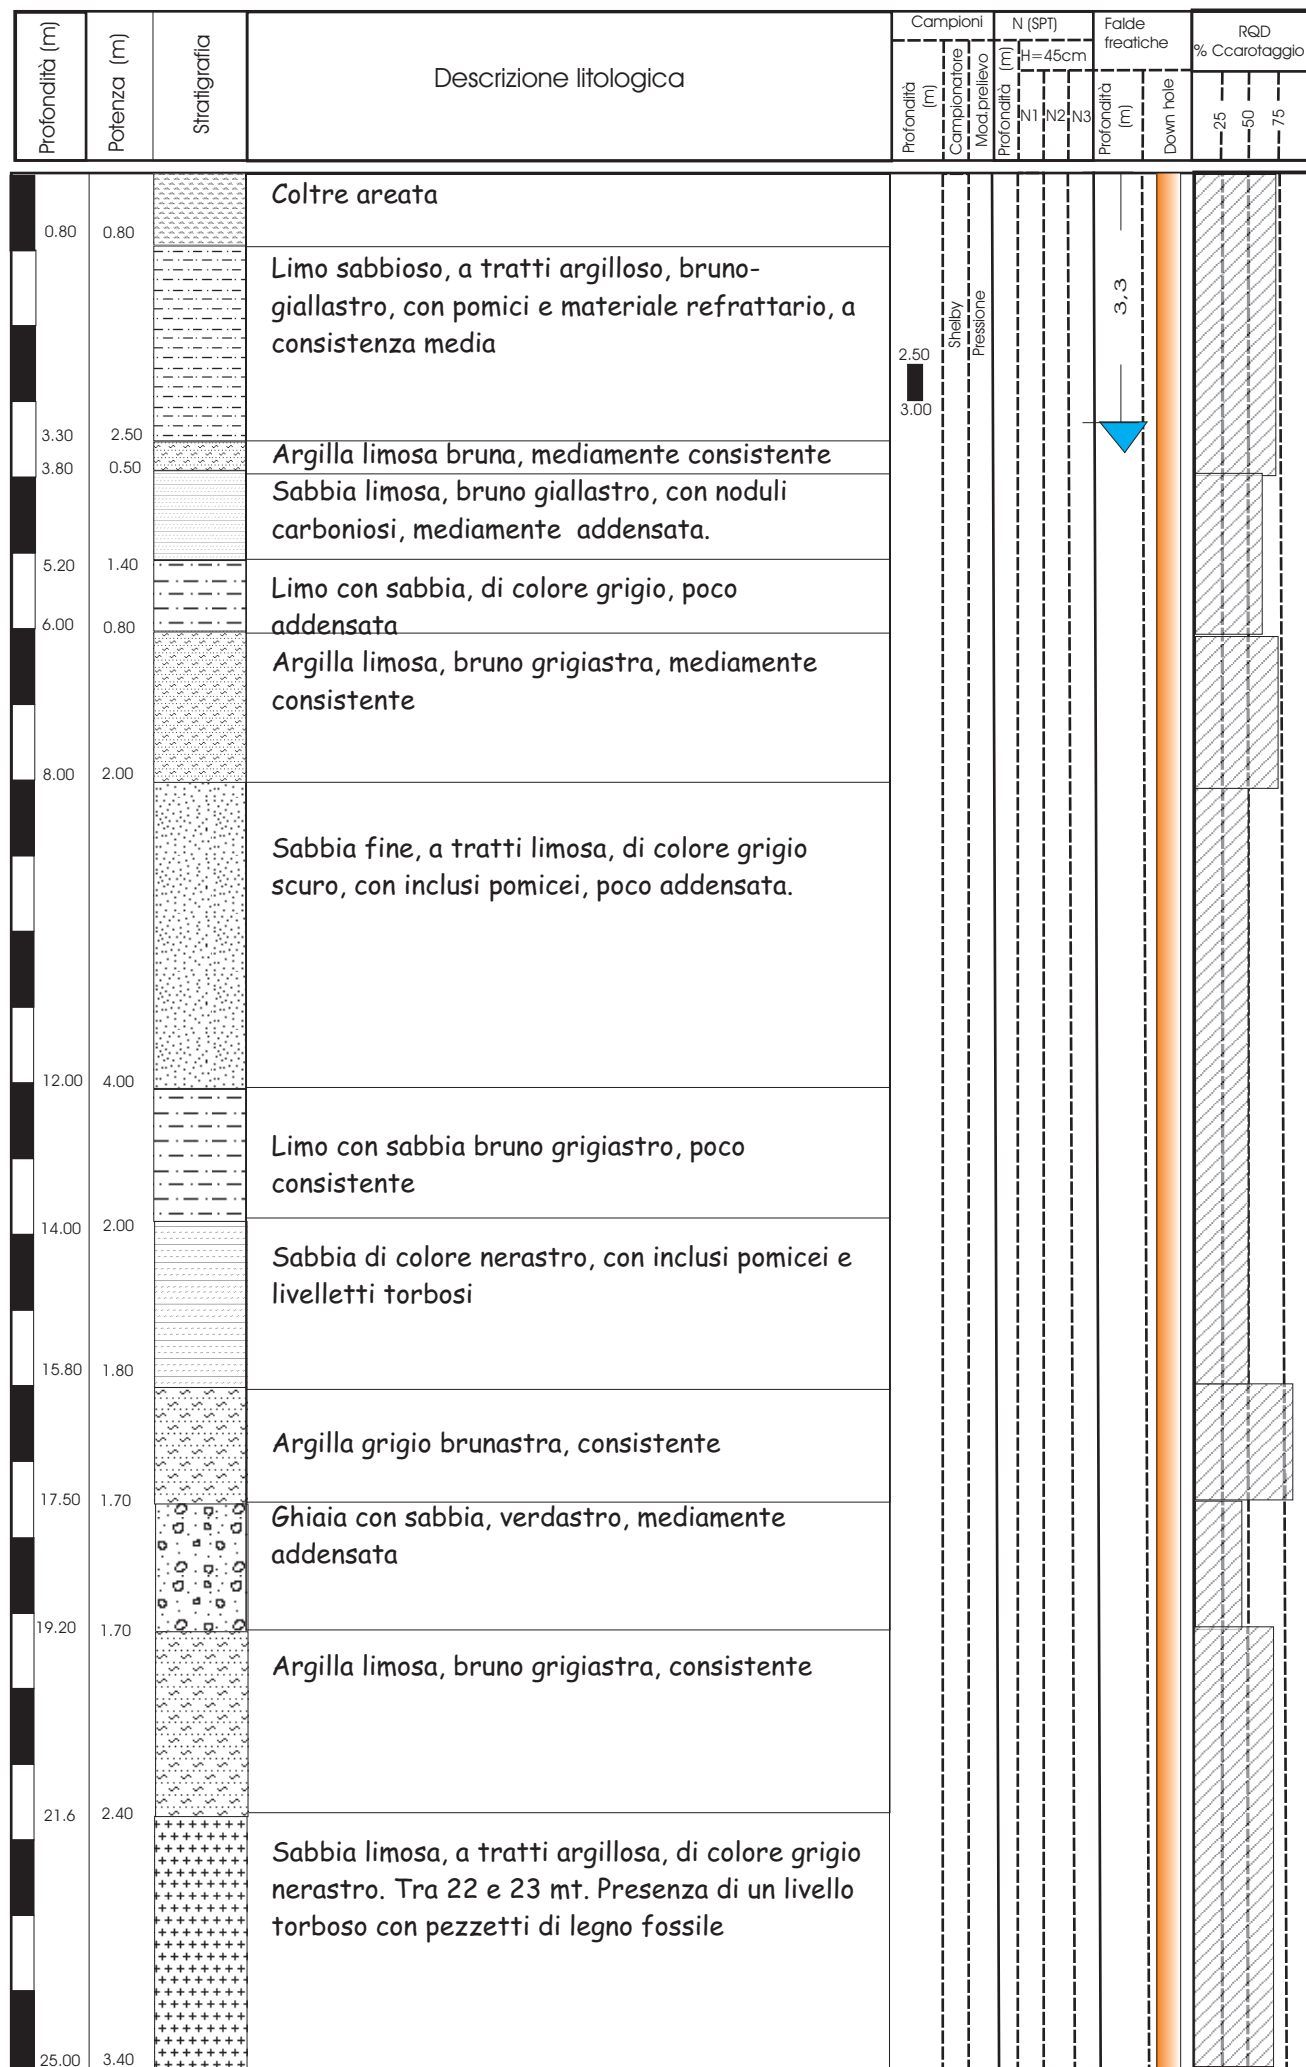 Profondità (m)
Potenza (m)
Stratigrafia
Descrizione litologica
Campioni
Profondità (m)
Campionatore
Mod.prelievo
N (SPT)
Profondità (m)
H=45cm
N1
N2
N3
Falde
freatiche
Profondità (m)
Down hole
RQD
% Ccarotaggio
25
50
75
Coltre areata
0.80
0.80
Limo sabbioso, a tratti argilloso, bruno-
giallastro, con pomici e materiale refrattario, a
consistenza media
Shelby
Pressione
3,3
2.50
3.00
3.30
2.50
Argilla limosa bruna, mediamente consistente
3.80
0.50
Sabbia limosa, bruno giallastro, con noduli
carboniosi, mediamente addensata.
5.20
1.40
Limo con sabbia, di colore grigio, poco
addensata
6.00
0.80
Argilla limosa, bruno grigiastra, mediamente
consistente
8.00
2.00
Sabbia fine, a tratti limosa, di colore grigio
scuro, con inclusi pomicei, poco addensata.
12.00
4.00
Limo con sabbia bruno grigiastro, poco
consistente
14.00
2.00
Sabbia di colore nerastro, con inclusi pomicei e
livelletti torbosi
15.80
1.80
Argilla grigio brunastra, consistente
17.50
1.70
Ghiaia con sabbia, verdastro, mediamente
addensata
19.20
1.70
Argilla limosa, bruno grigiastra, consistente
21.6
2.40
Sabbia limosa, a tratti argillosa, di colore grigio
nerastro. Tra 22 e 23 mt. Presenza di un livello
torboso con pezzetti di legno fossile
25.00
3.40